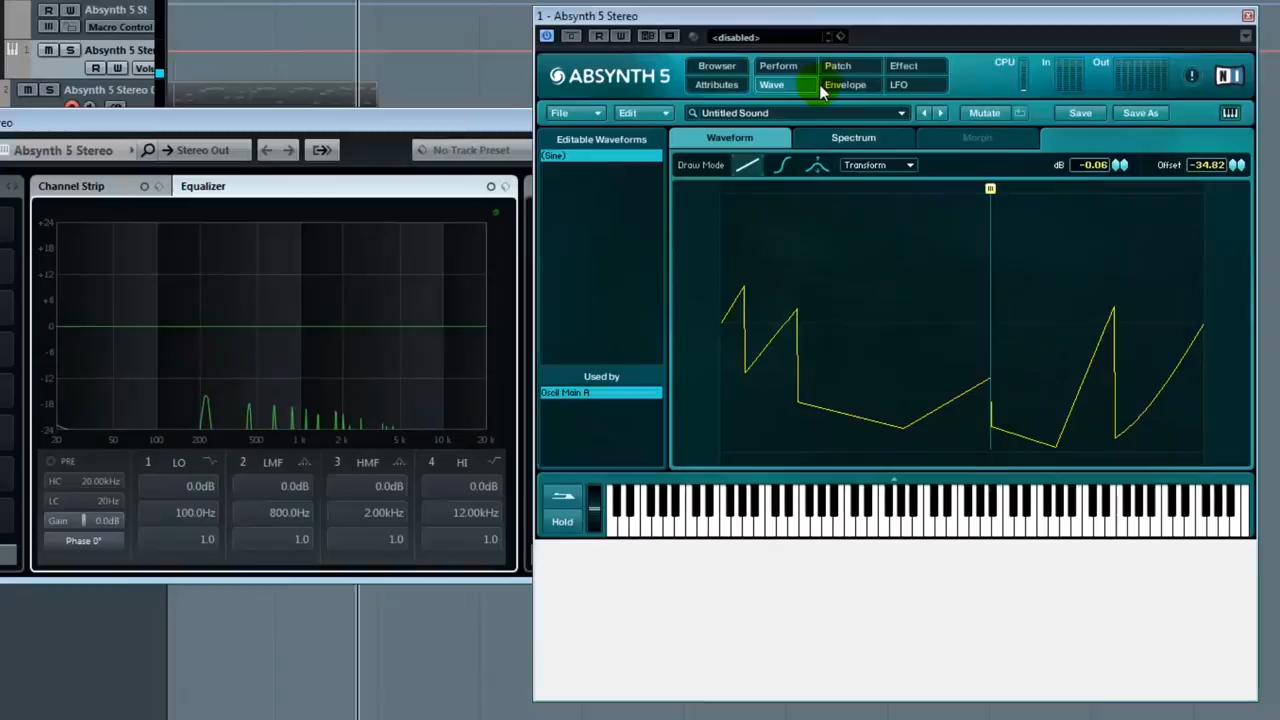 R W Absynth 5 St
M S Macro Control
1 M S Absynth 5 Ster
R W Volu
2 Absynth 5 Ste
eo
Absynth 5 Stereo Stereo Out No Track Preset
Channel Strip Equalizer
+24
+18
+12
+6
0
-6
-12
-18
-24
20 50 100 200 500 1 k 2 k 5 k 10 k 20 k
PRE 1 LO 2 LMF 3 HMF 4 HI
HC 20.00kHz 0.0dB 0.0dB 0.0dB 0.0dB
LC 20Hz
Gain 0.0dB 100.0Hz 800.0Hz 2.00kHz 12.00kHz
Phase 0° 1.0 1.0 1.0 1.0
1 - Absynth 5 Stereo
R W <disabled>
ABSYNTH 5 Browser Perform Patch Effect CPU In Out
Attributes Wave Envelope LFO
File Edit Untitled Sound Mutate Save Save As
Editable Waveforms Waveform Spectrum Morph
(Sine)
Draw Mode Transform dB -0.06 Offset -34.82
Used by
Oscil Main A
Hold